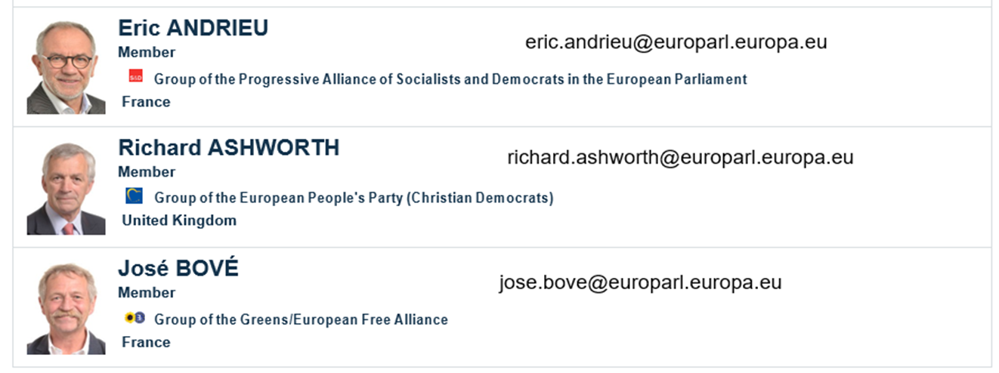 Eric ANDRIEU
eric.andrieu@europarl.europa.eu
Member
S&D Group of the Progressive Alliance of Socialists and Democrats in the European Parliament
France
Richard ASHWORTH
richard.ashworth@europarl.europa.eu
Member
Group of the European People's Party (Christian Democrats)
United Kingdom
José BOVÉ
jose.bove@europarl.europa.eu
Member
Group of the Greens/European Free Alliance
France